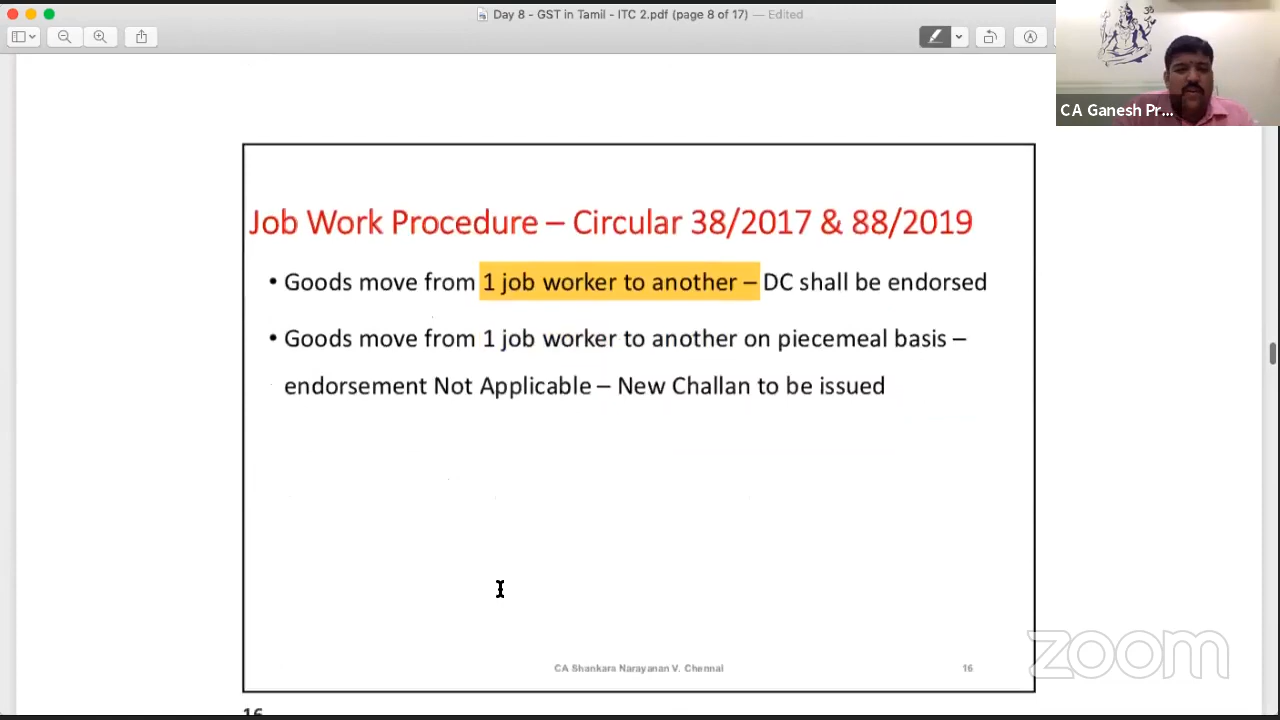 Day 8 - GST in Tamil - ITC 2.pdf (page 8 of 17) — Edited
CA Ganesh Pr...
Job Work Procedure – Circular 38/2017 & 88/2019
• Goods move from 1 job worker to another – DC shall be endorsed
• Goods move from 1 job worker to another on piecemeal basis –
endorsement Not Applicable – New Challan to be issued
CA Shankara Narayanan V. Chennai
16
zoom
16